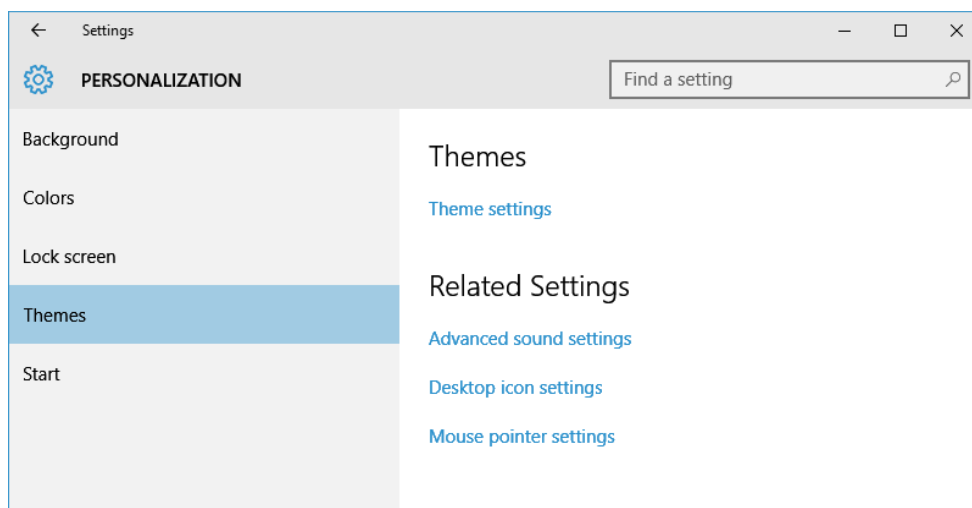 Settings
PERSONALIZATION
Find a setting
Background
Colors
Lock screen
Themes
Start
Themes
Theme settings
Related Settings
Advanced sound settings
Desktop icon settings
Mouse pointer settings